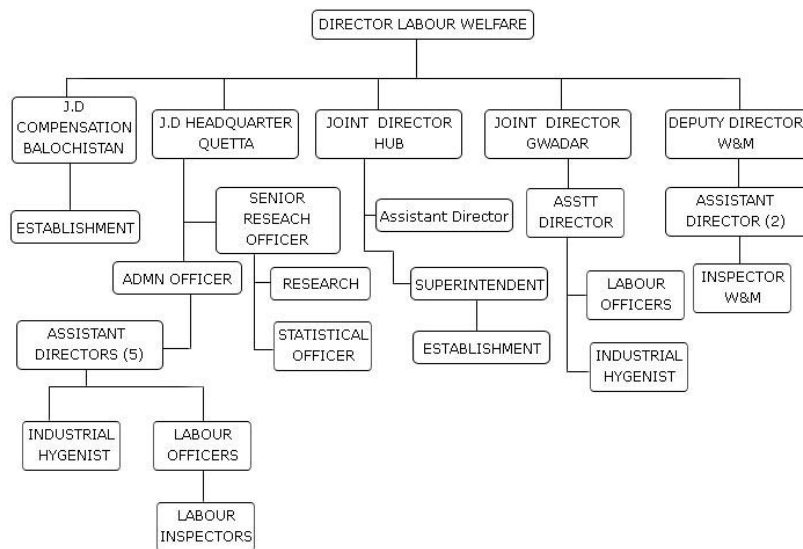 DIRECTOR LABOUR WELFARE
J.D
COMPENSATION
BALOCHISTAN
J.D HEADQUARTER
QUETTA
JOINT DIRECTOR
HUB
JOINT DIRECTOR
GWADAR
DEPUTY DIRECTOR
W&M
ESTABLISHMENT
SENIOR
RESEACH
OFFICER
Assistant Director
ASSTT
DIRECTOR
ASSISTANT
DIRECTOR (2)
ADMN OFFICER
RESEARCH
SUPERINTENDENT
LABOUR
OFFICERS
INSPECTOR
W&M
ASSISTANT
DIRECTORS (5)
STATISTICAL
OFFICER
ESTABLISHMENT
INDUSTRIAL
HYGENIST
INDUSTRIAL
HYGENIST
LABOUR
OFFICERS
LABOUR
INSPECTORS